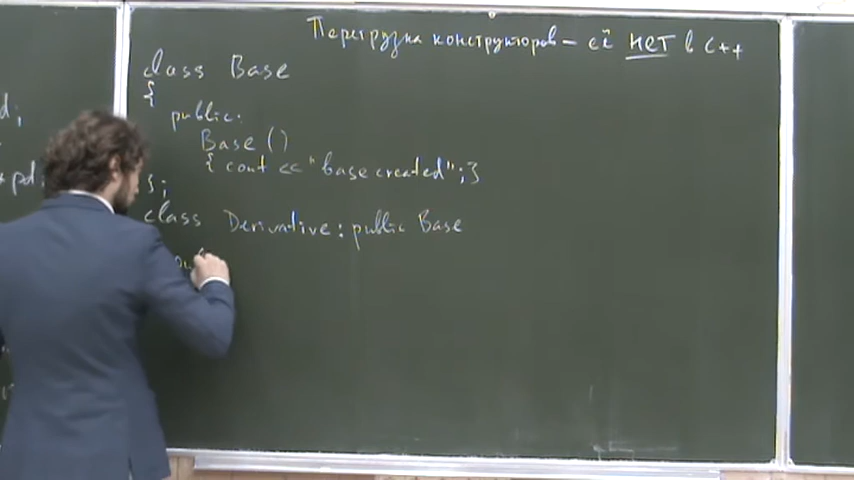 Перегрузка конструкторов – её НЕТ в C++
class Base
{
public:
Base ()
{ cout << "base created"; }
};
class Derivative : public Base